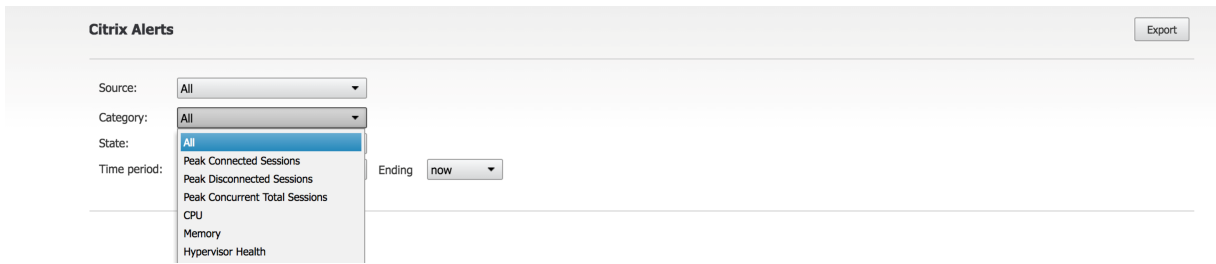 Citrix Alerts
Export
Source: All
Category: All
State:
All
Time period:
Ending now
Peak Connected Sessions
Peak Disconnected Sessions
Peak Concurrent Total Sessions
CPU
Memory
Hypervisor Health